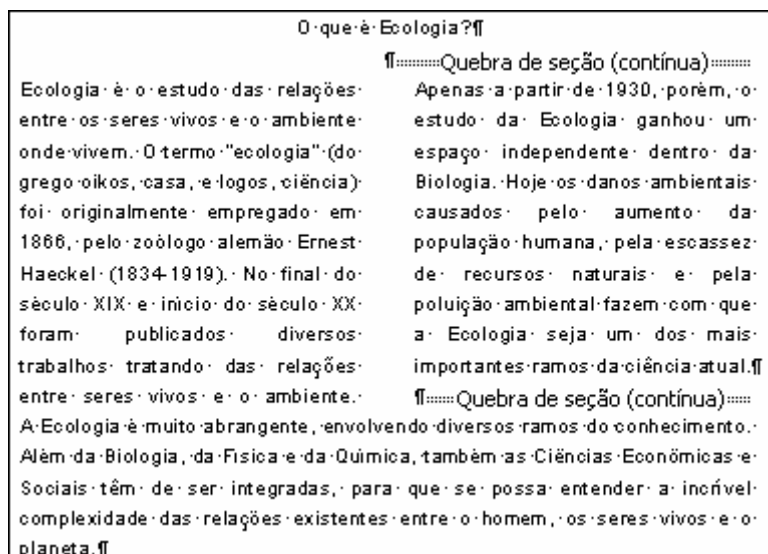 O que é Ecologia?¶
¶Quebra de seção (contínua)
Ecologia é o estudo das relações
entre os seres vivos e o ambiente
onde vivem. O termo "ecologia" (do
grego oikos, casa, e logos, ciência)
foi originalmente empregado em
1866, pelo zoólogo alemão Ernest
Haeckel (1834-1919). No final do
século XIX e início do século XX
foram publicados diversos
trabalhos tratando das relações
entre seres vivos e o ambiente.
Apenas a partir de 1930, porém, o
estudo da Ecologia ganhou um
espaço independente dentro da
Biologia. Hoje os danos ambientais
causados pelo aumento da
população humana, pela escassez
de recursos naturais e pela
poluição ambiental fazem com que
a Ecologia seja um dos mais
importantes ramos da ciência atual.¶
¶Quebra de seção (contínua)
A Ecologia é muito abrangente, envolvendo diversos ramos do conhecimento.
Além da Biologia, da Física e da Química, também as Ciências Econômicas e
Sociais têm de ser integradas, para que se possa entender a incrível
complexidade das relações existentes entre o homem, os seres vivos e o
planeta.¶